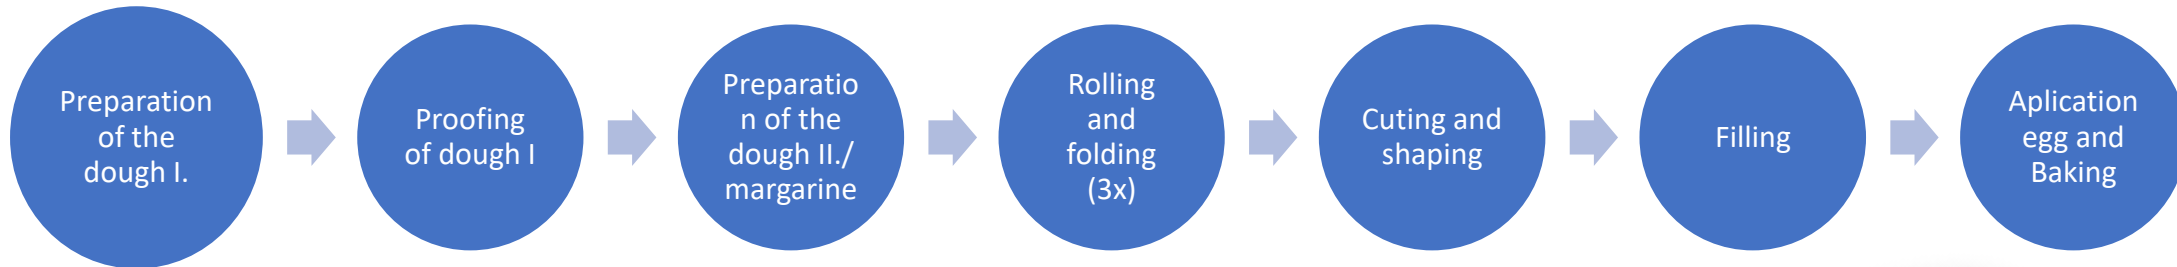 Preparation
of the
dough I.
Proofing
of dough I
Preparatio
n of the
dough II./
margarine
Rolling
and
folding
(3x)
Cuting and
shaping
Filling
Aplication
egg and
Baking